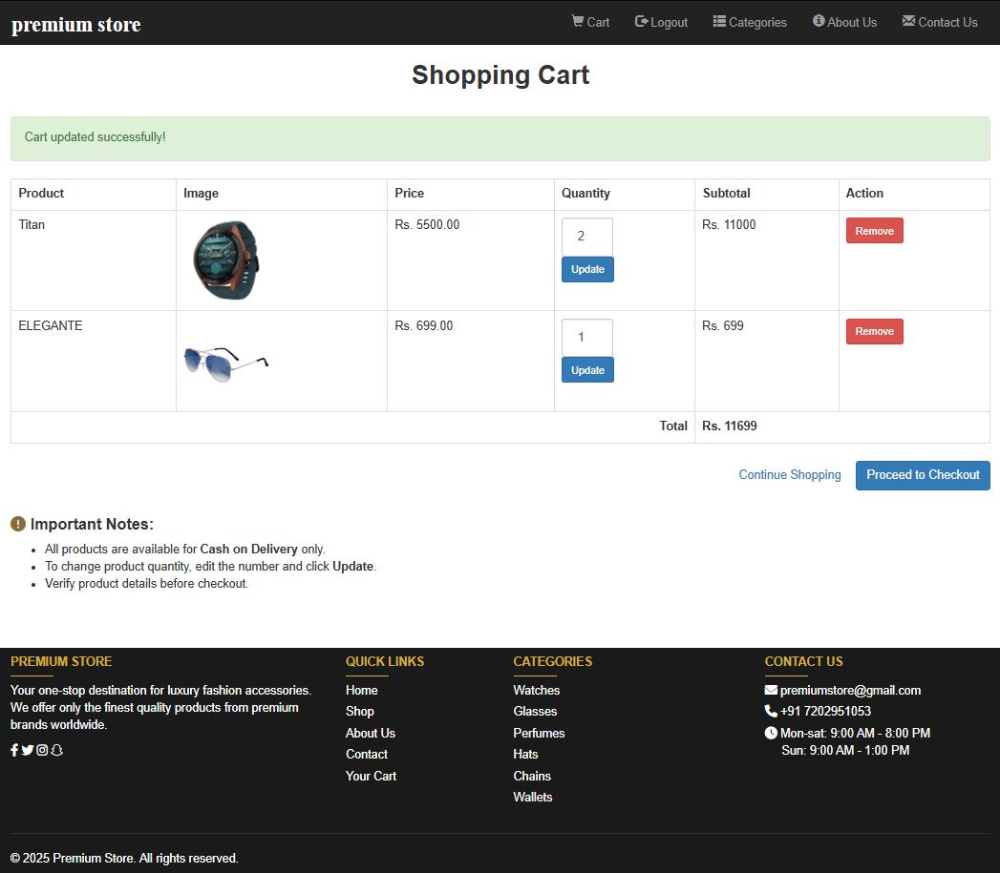 premium store
Cart Logout Categories About Us Contact Us
Shopping Cart
Cart updated successfully!
Product Image Price Quantity Subtotal Action
Titan Rs. 5500.00 2 Rs. 11000 Remove
Update
ELEGANTE Rs. 699.00 1 Rs. 699 Remove
Update
Total Rs. 11699
Continue Shopping Proceed to Checkout
Important Notes:
All products are available for Cash on Delivery only.
To change product quantity, edit the number and click Update.
Verify product details before checkout.
PREMIUM STORE
Your one-stop destination for luxury fashion accessories.
We offer only the finest quality products from premium
brands worldwide.
QUICK LINKS
Home
Shop
About Us
Contact
Your Cart
CATEGORIES
Watches
Glasses
Perfumes
Hats
Chains
Wallets
CONTACT US
premiumstore@gmail.com
+91 7202951053
Mon-sat: 9:00 AM - 8:00 PM
Sun: 9:00 AM - 1:00 PM
© 2025 Premium Store. All rights reserved.